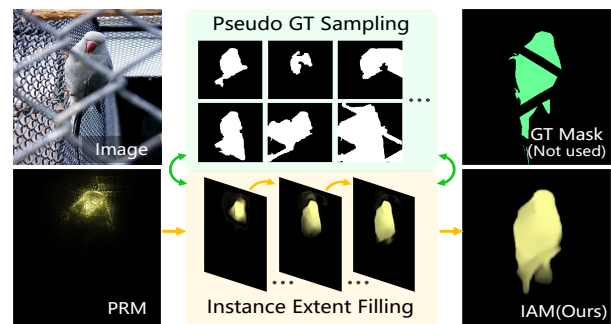 Pseudo GT Sampling
...
Image
GT Mask
(Not used)
PRM
... ...
Instance Extent Filling
IAM(Ours)